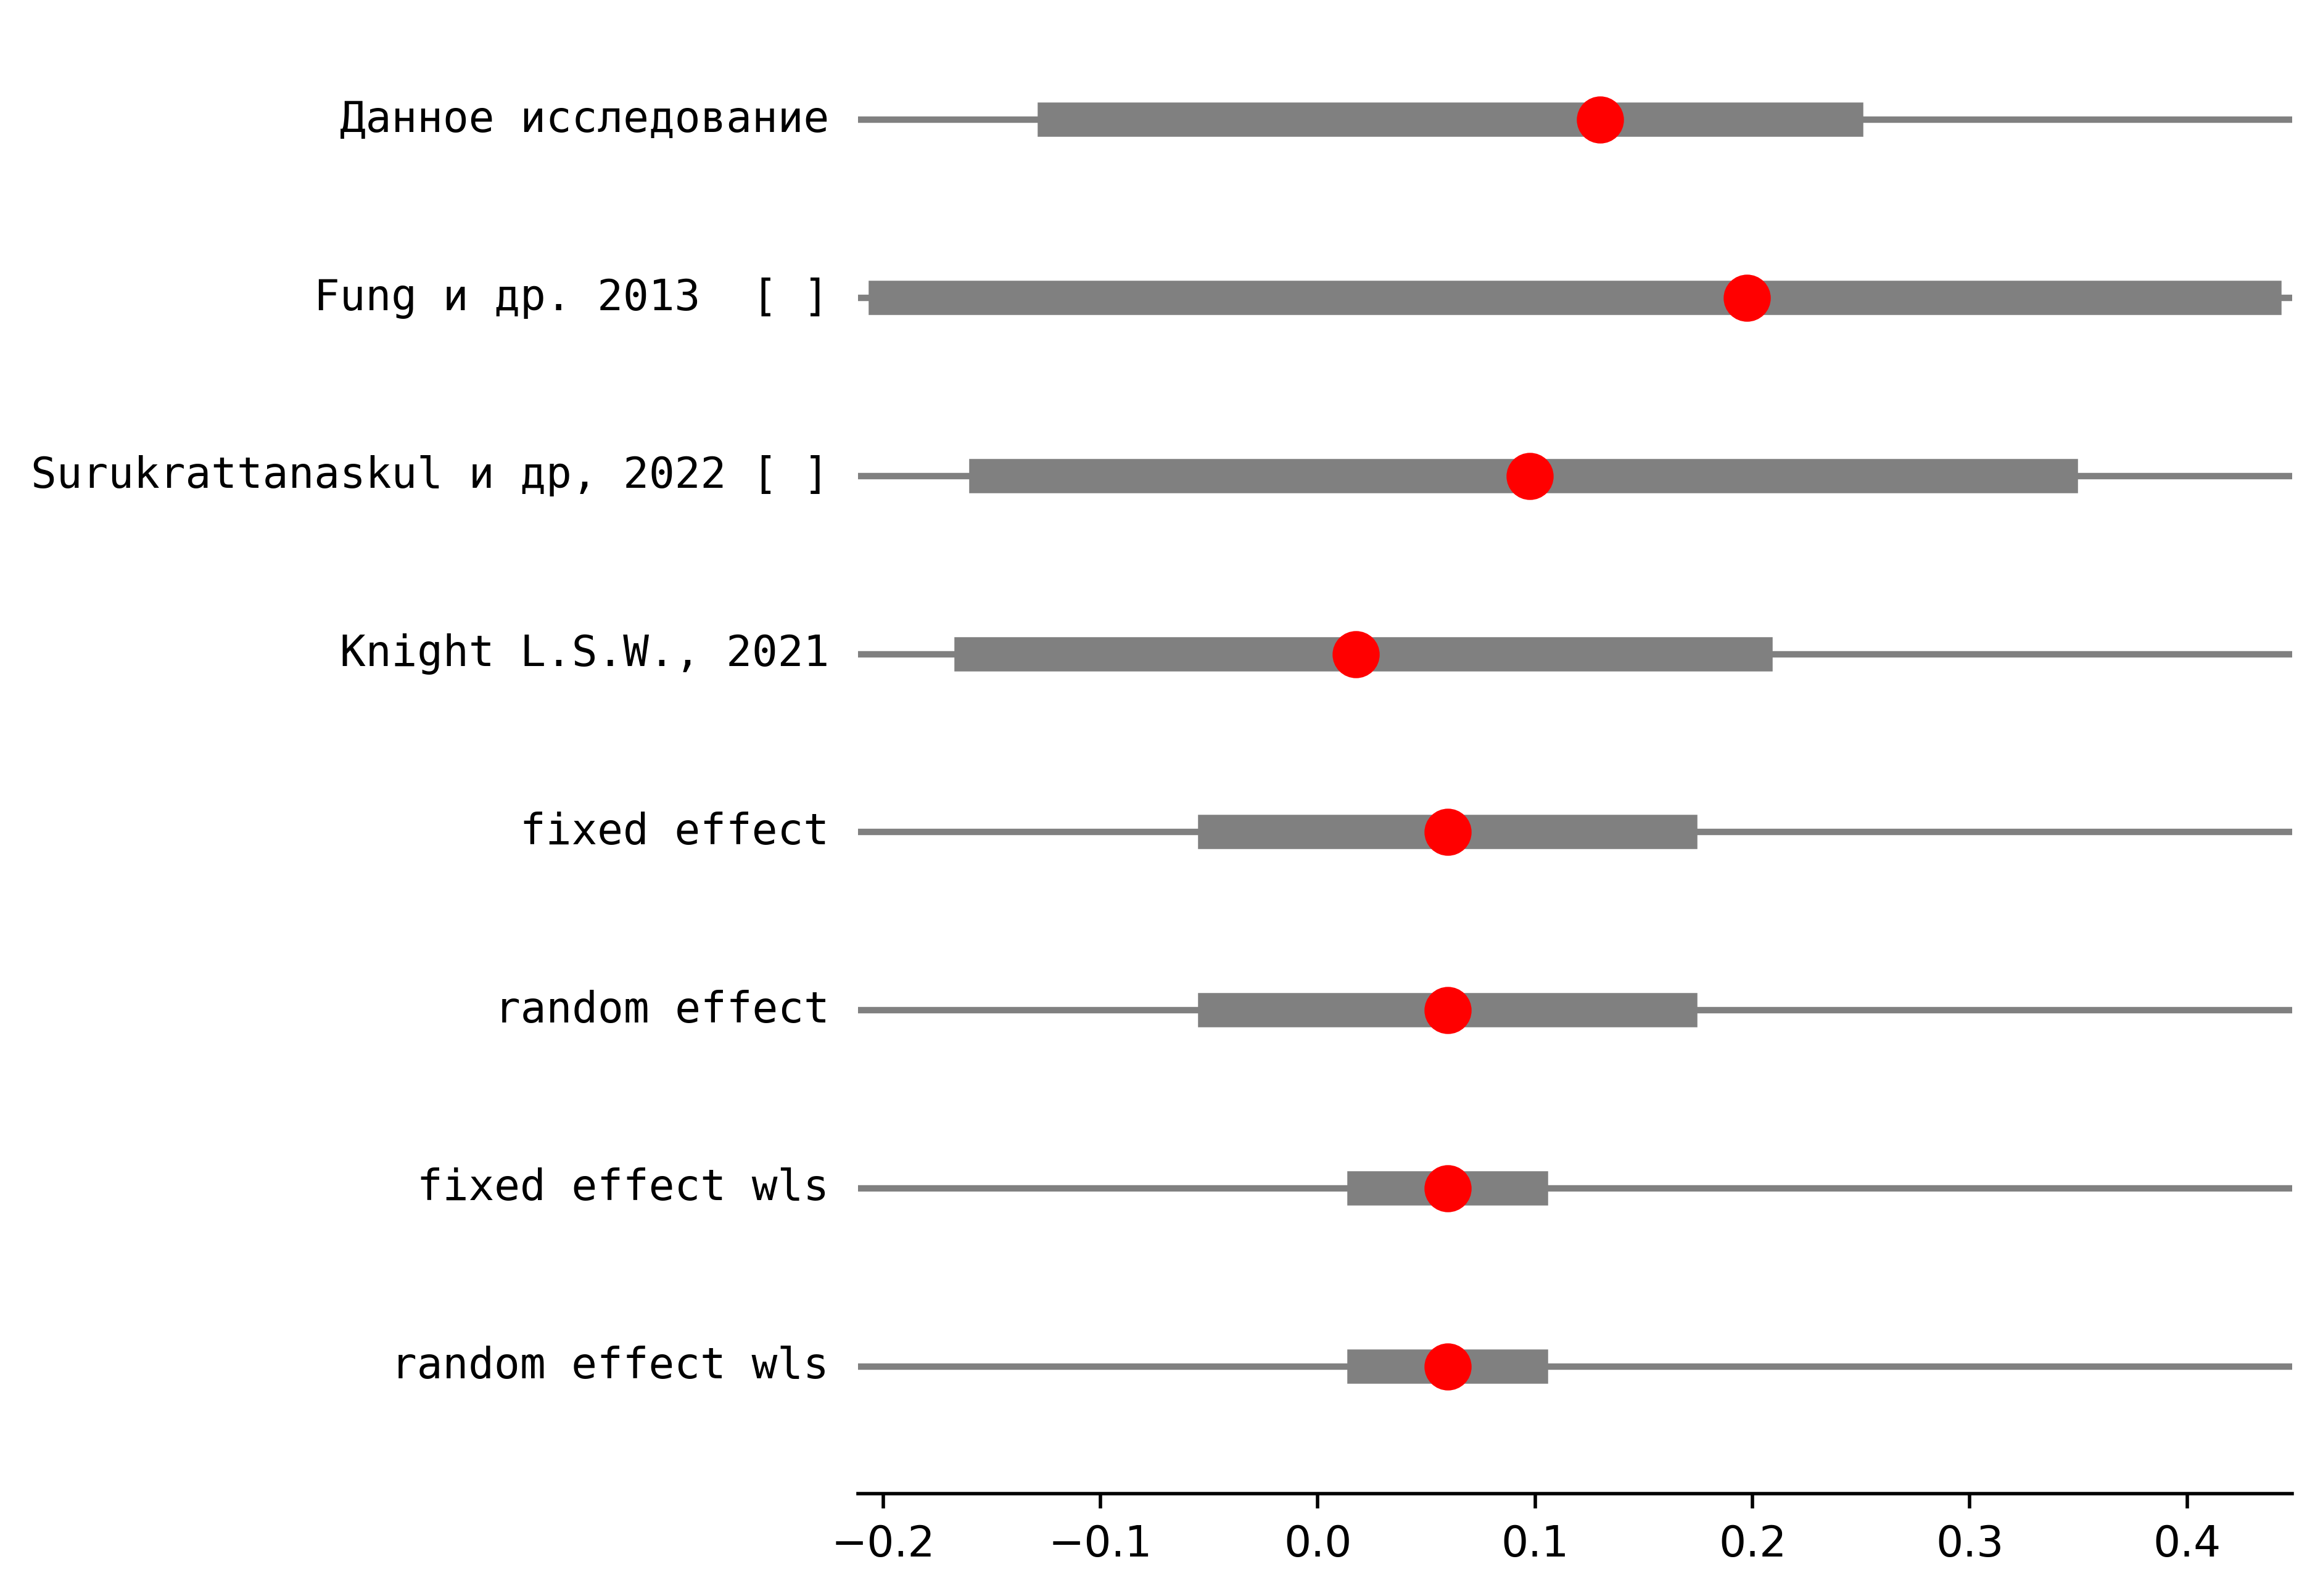 Данное исследование
Fung и др. 2013  [ ]
Surukrattanaskul и др, 2022 [ ]
Knight L.S.W., 2021
fixed effect
random effect
fixed effect wls
random effect wls
−0.2 −0.1 0.0 0.1 0.2 0.3 0.4